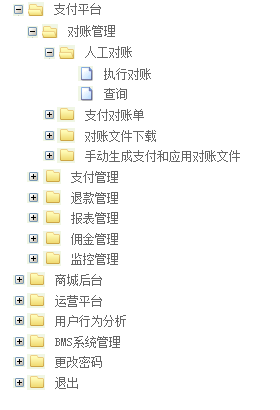 支付平台
对账管理
人工对账
执行对账
查询
支付对账单
对账文件下载
手动生成支付和应用对账文件
支付管理
退款管理
报表管理
佣金管理
监控管理
商城后台
运营平台
用户行为分析
BMS系统管理
更改密码
退出